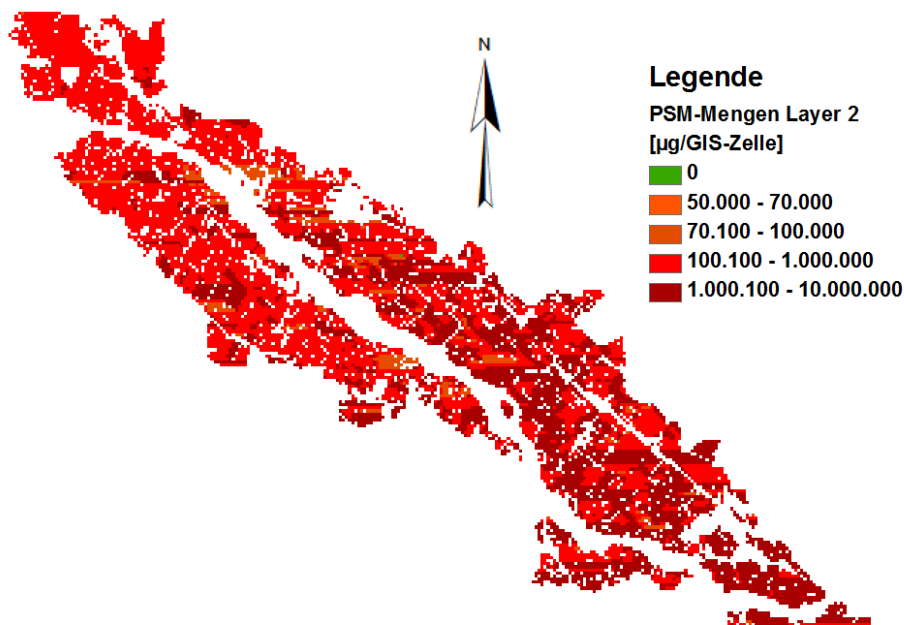 N
Legende
PSM-Mengen Layer 2
[µg/GIS-Zelle]
0
50.000 - 70.000
70.100 - 100.000
100.100 - 1.000.000
1.000.100 - 10.000.000